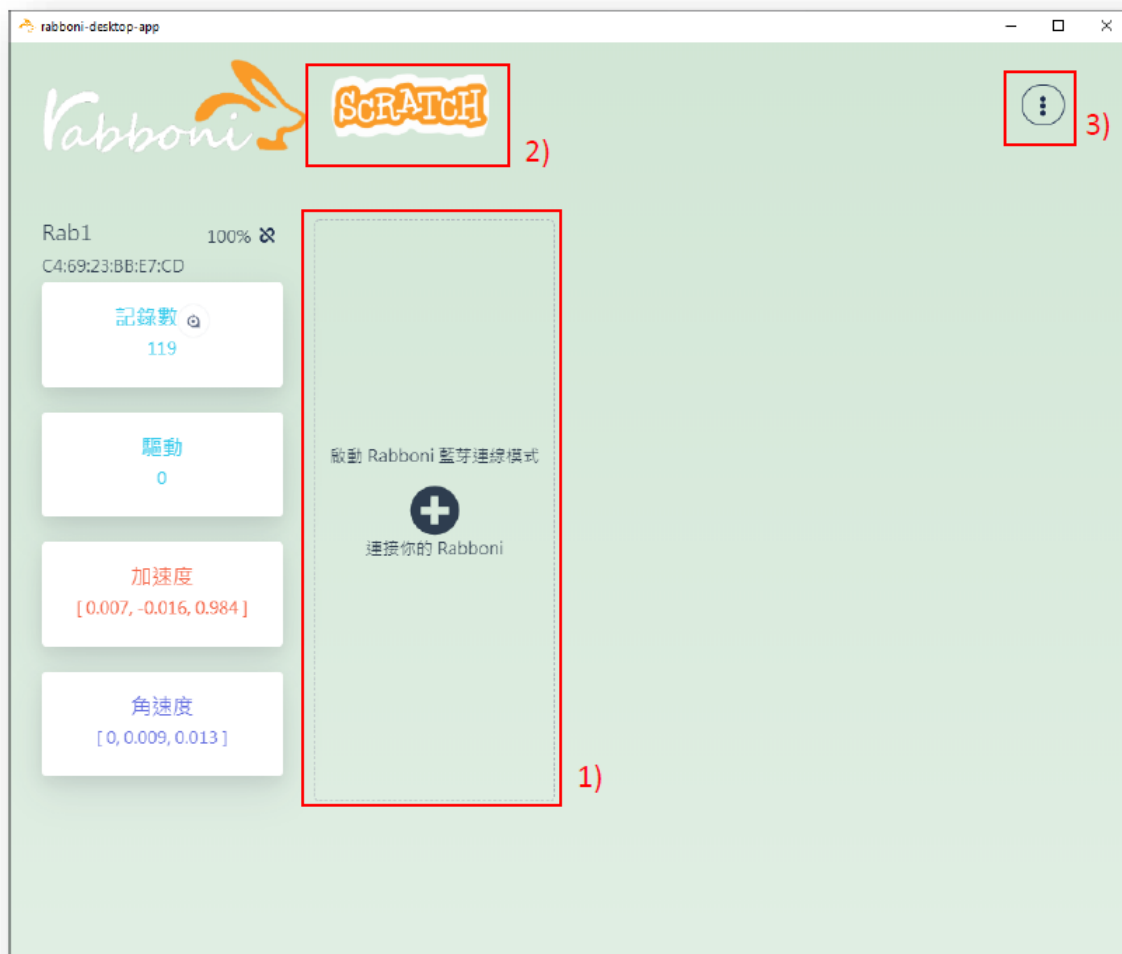 rabboni-desktop-app
rabboni
SCRATCH
2)
3)
Rab1
100%
C4:69:23:BB:E7:CD
記錄數
119
驅動
0
加速度
[ 0.007, -0.016, 0.984 ]
角速度
[ 0, 0.009, 0.013 ]
啟動 Rabboni 藍芽連線模式
連接你的 Rabboni
1)